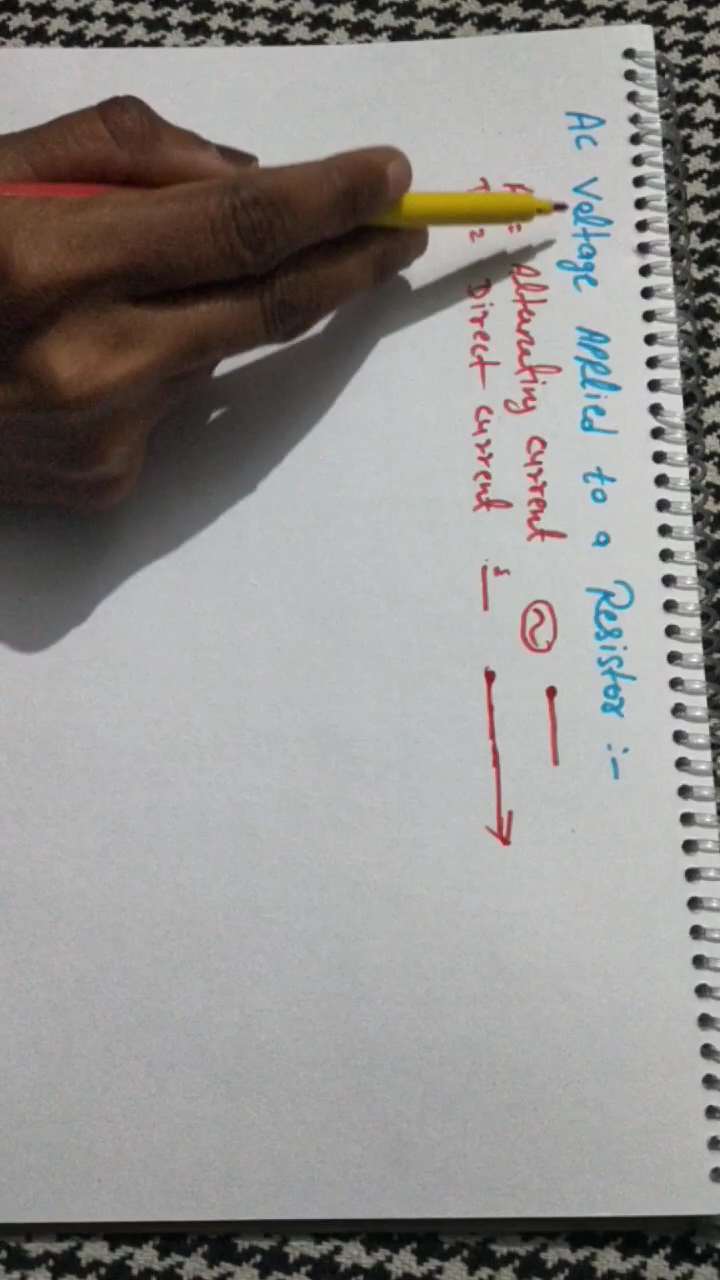 Ac Voltage Applied to a Resistor :-
Alternating current
Direct current :